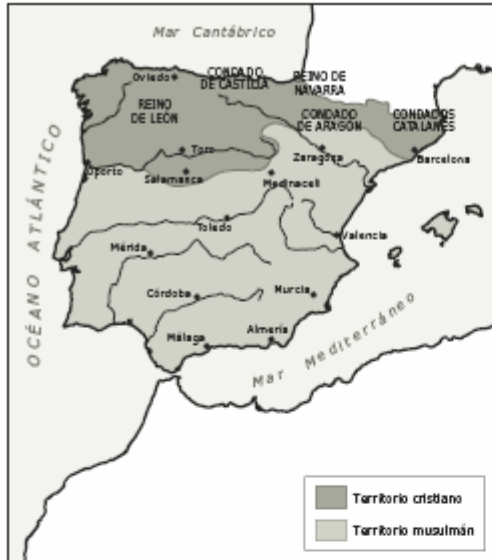 Mar Cantábrico
Oviedo
CONDADO
DE CASTILLA
REINO DE
NAVARRA
REINO
DE LEÓN
CONDADO
DE ARAGÓN
CONDADOS
CATALANES
Toro
Zaragoza
Barcelona
Oporto
Salamanca
Medinaceli
OCÉANO ATLÁNTICO
Toledo
Valencia
Mérida
Córdoba
Murcia
Málaga
Almería
Mar Mediterráneo
Territorio cristiano
Territorio musulmán